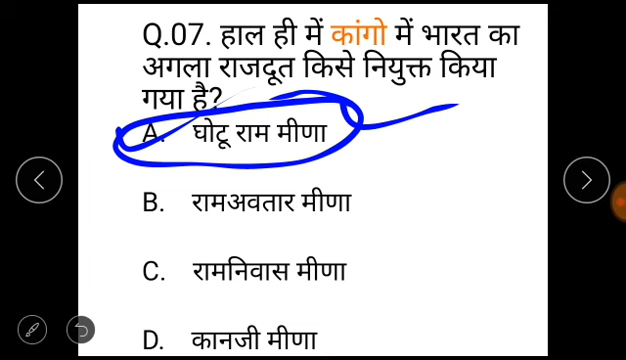 Q.07. हाल ही में कांगो में भारत का
अगला राजदूत किसे नियुक्त किया
गया है?
A. घोटू राम मीणा
B. रामअवतार मीणा
C. रामनिवास मीणा
D. कानजी मीणा